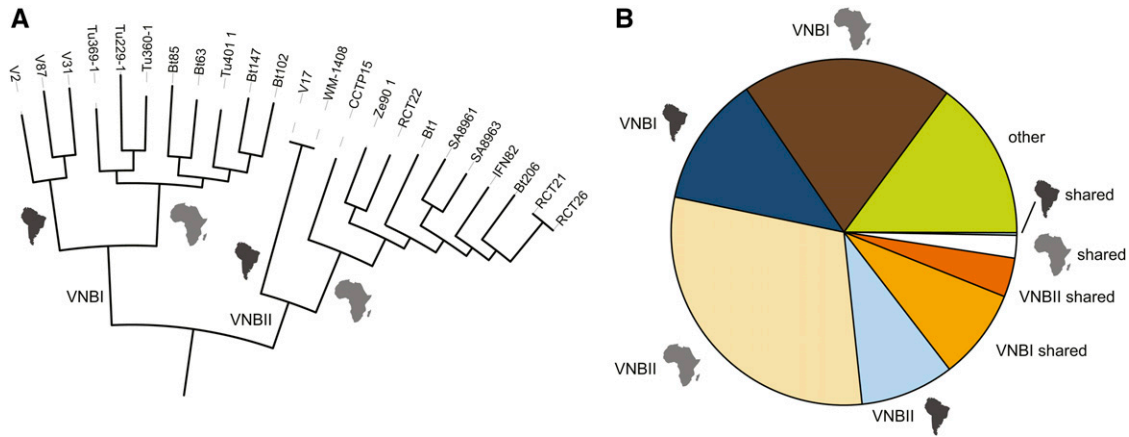 A
V2
V87
V31
Tu369-1
Tu229-1
Tu360-1
Bt85
Bt63
Tu401 1
Bt147
Bt102
V17
WM-1408
CCTP15
Ze90 1
RCT22
Bt1
SA8961
SA8963
IFN82
Bt206
RCT21
RCT26
VNBI
VNBII
B
VNBI
VNBI
other
shared
shared
VNBII shared
VNBI shared
VNBII
VNBII